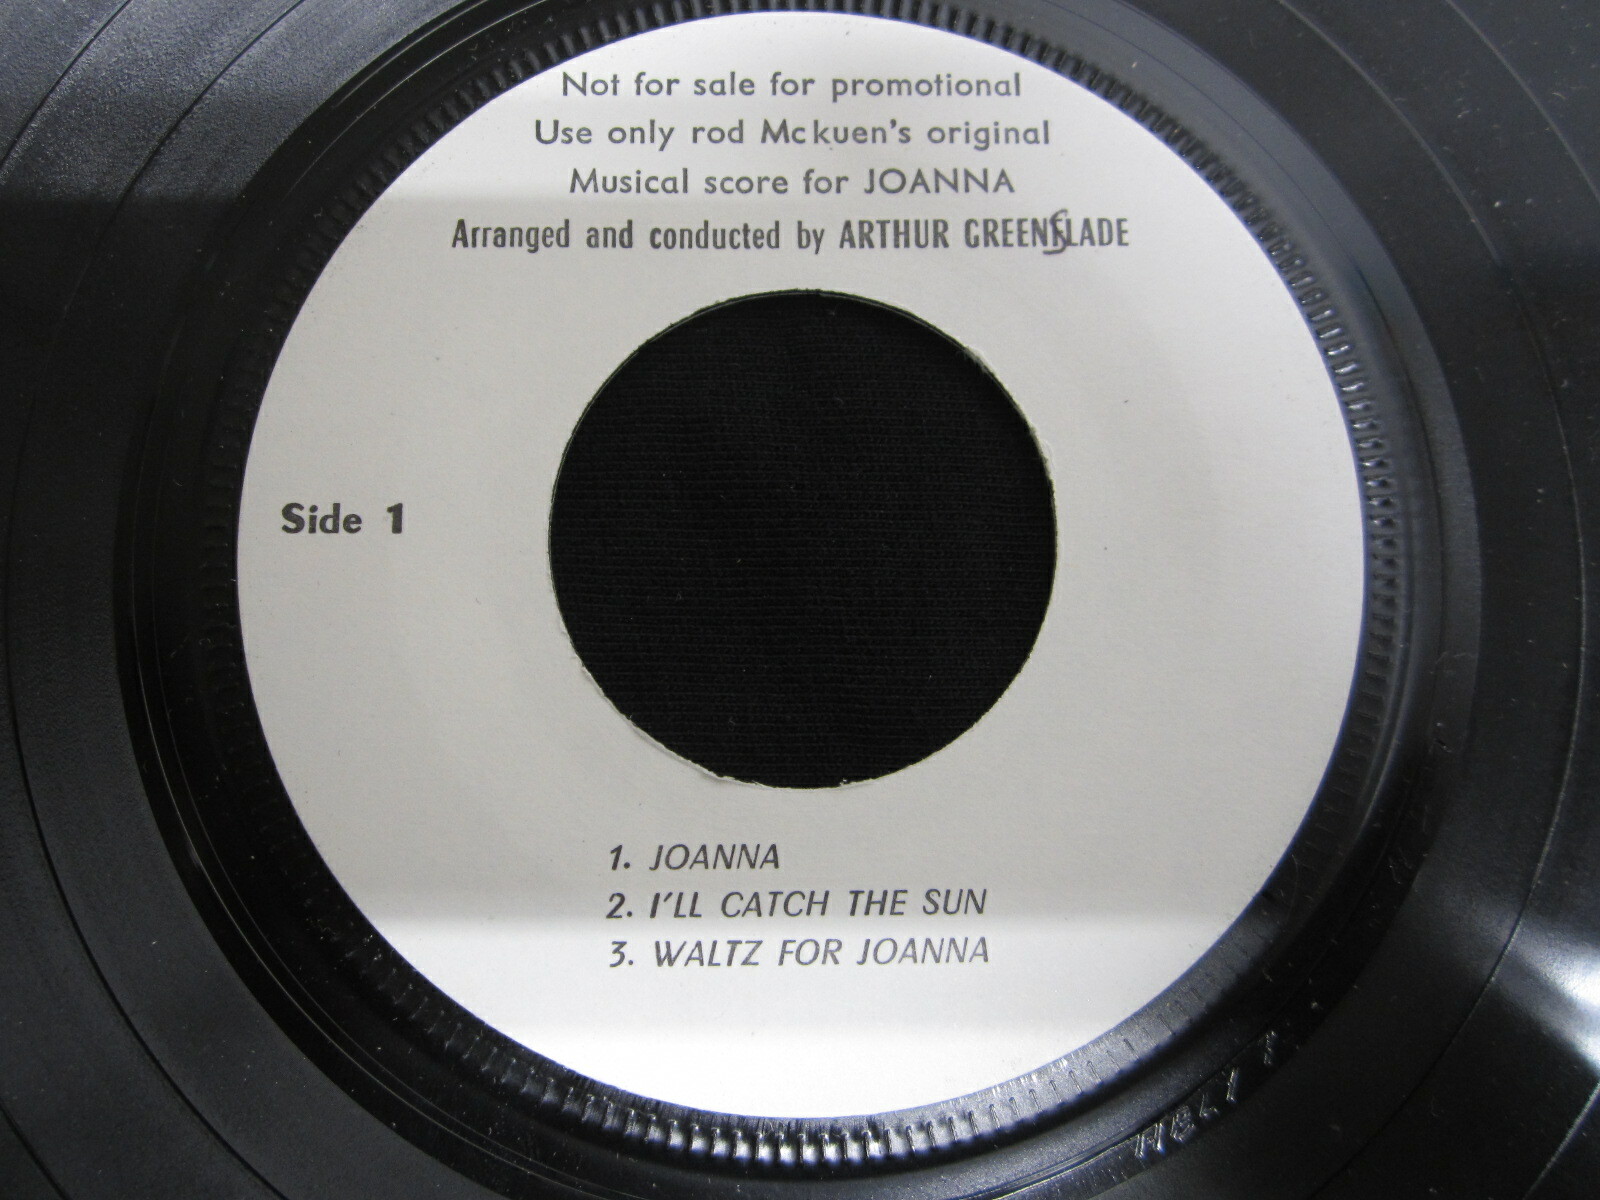 Not for sale for promotional
Use only rod Mckuen's original
Musical score for JOANNA
Arranged and conducted by ARTHUR GREENSLADE
Side 1
1. JOANNA
2. I'LL CATCH THE SUN
3. WALTZ FOR JOANNA